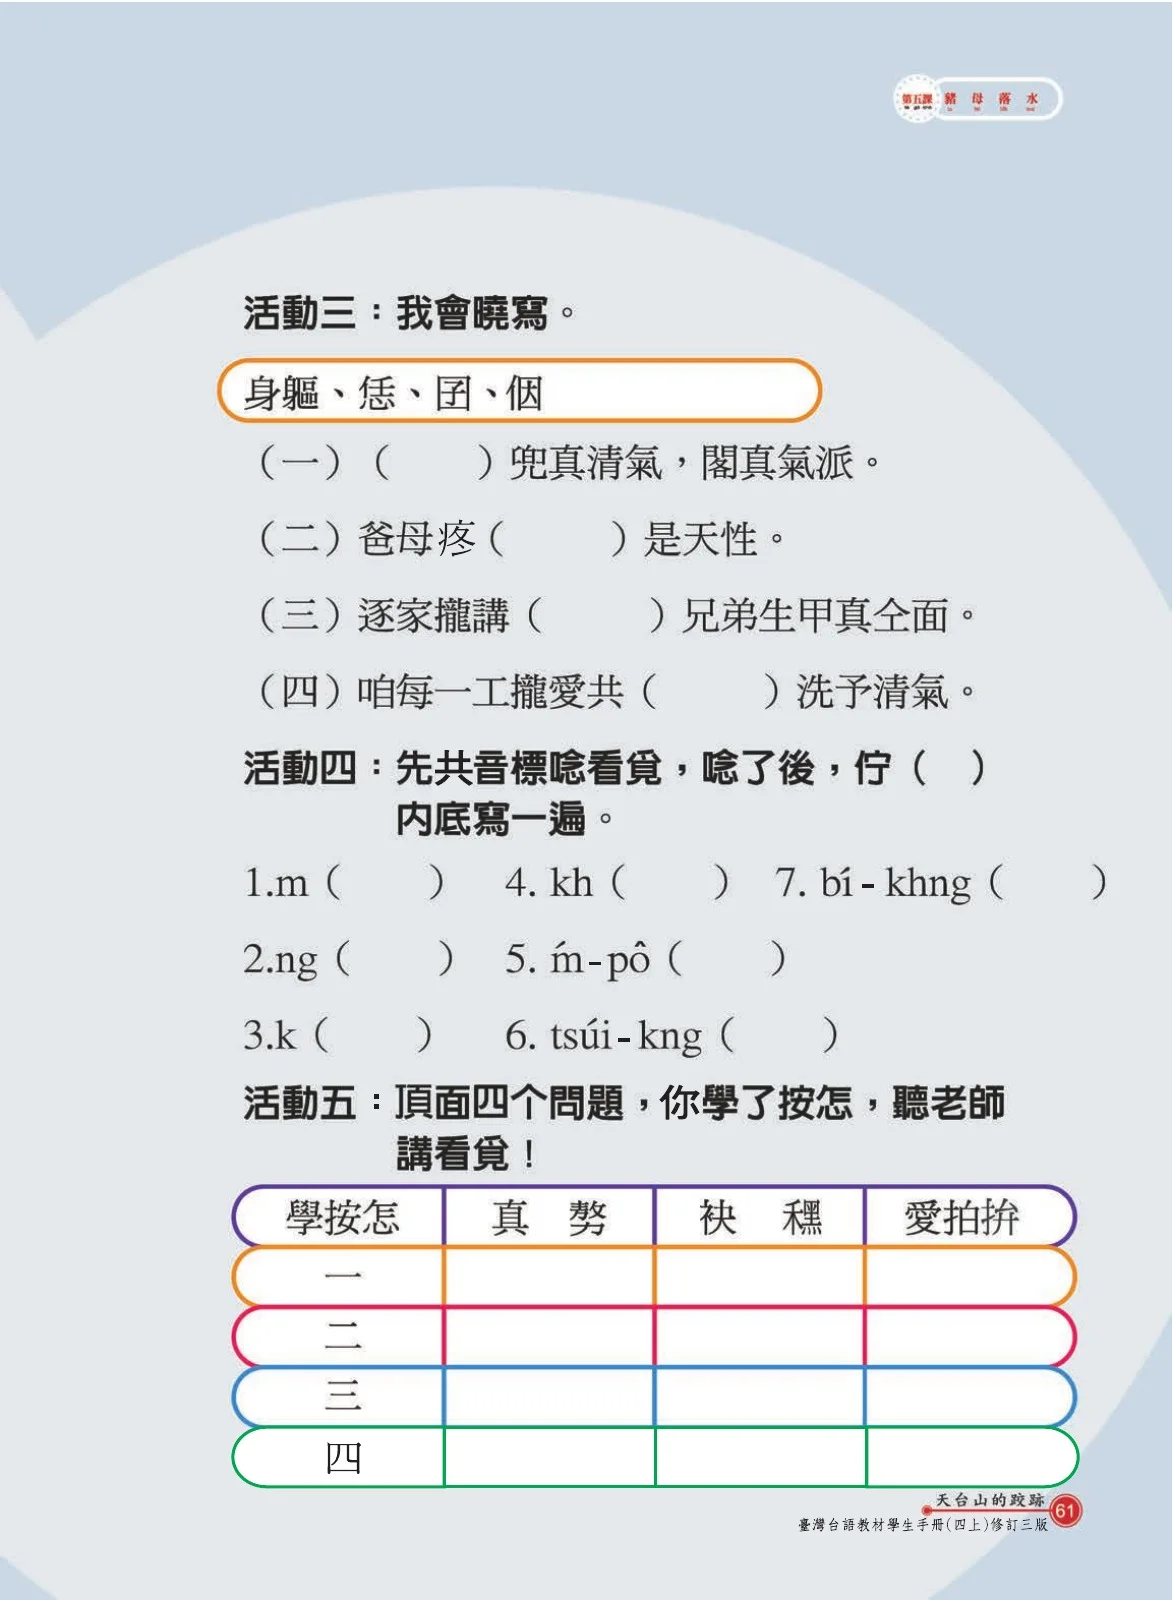 第五課 豬母落水
活動三：我會曉寫。
身軀、恁、囝、個
（一）（　　）兜真清氣，閣真氣派。
（二）爸母疼（　　）是天性。
（三）逐家攏講（　　）兄弟生甲真仝面。
（四）咱每一工攏愛共（　　）洗予清氣。
活動四：先共音標唸看覓，唸了後，佇（　）
內底寫一遍。
1.m（　　） 4. kh（　　） 7. bí-khng（　　）
2.ng（　　） 5. ḿ-pô（　　）
3.k（　　） 6. tsúi-kng（　　）
活動五：頂面四个問題，你學了按怎，聽老師
講看覓！
學按怎 真 勢 袂 䆀 愛拍拚
一
二
三
四
天台山的跤跡
臺灣台語教材學生手冊(四上)修訂三版 61